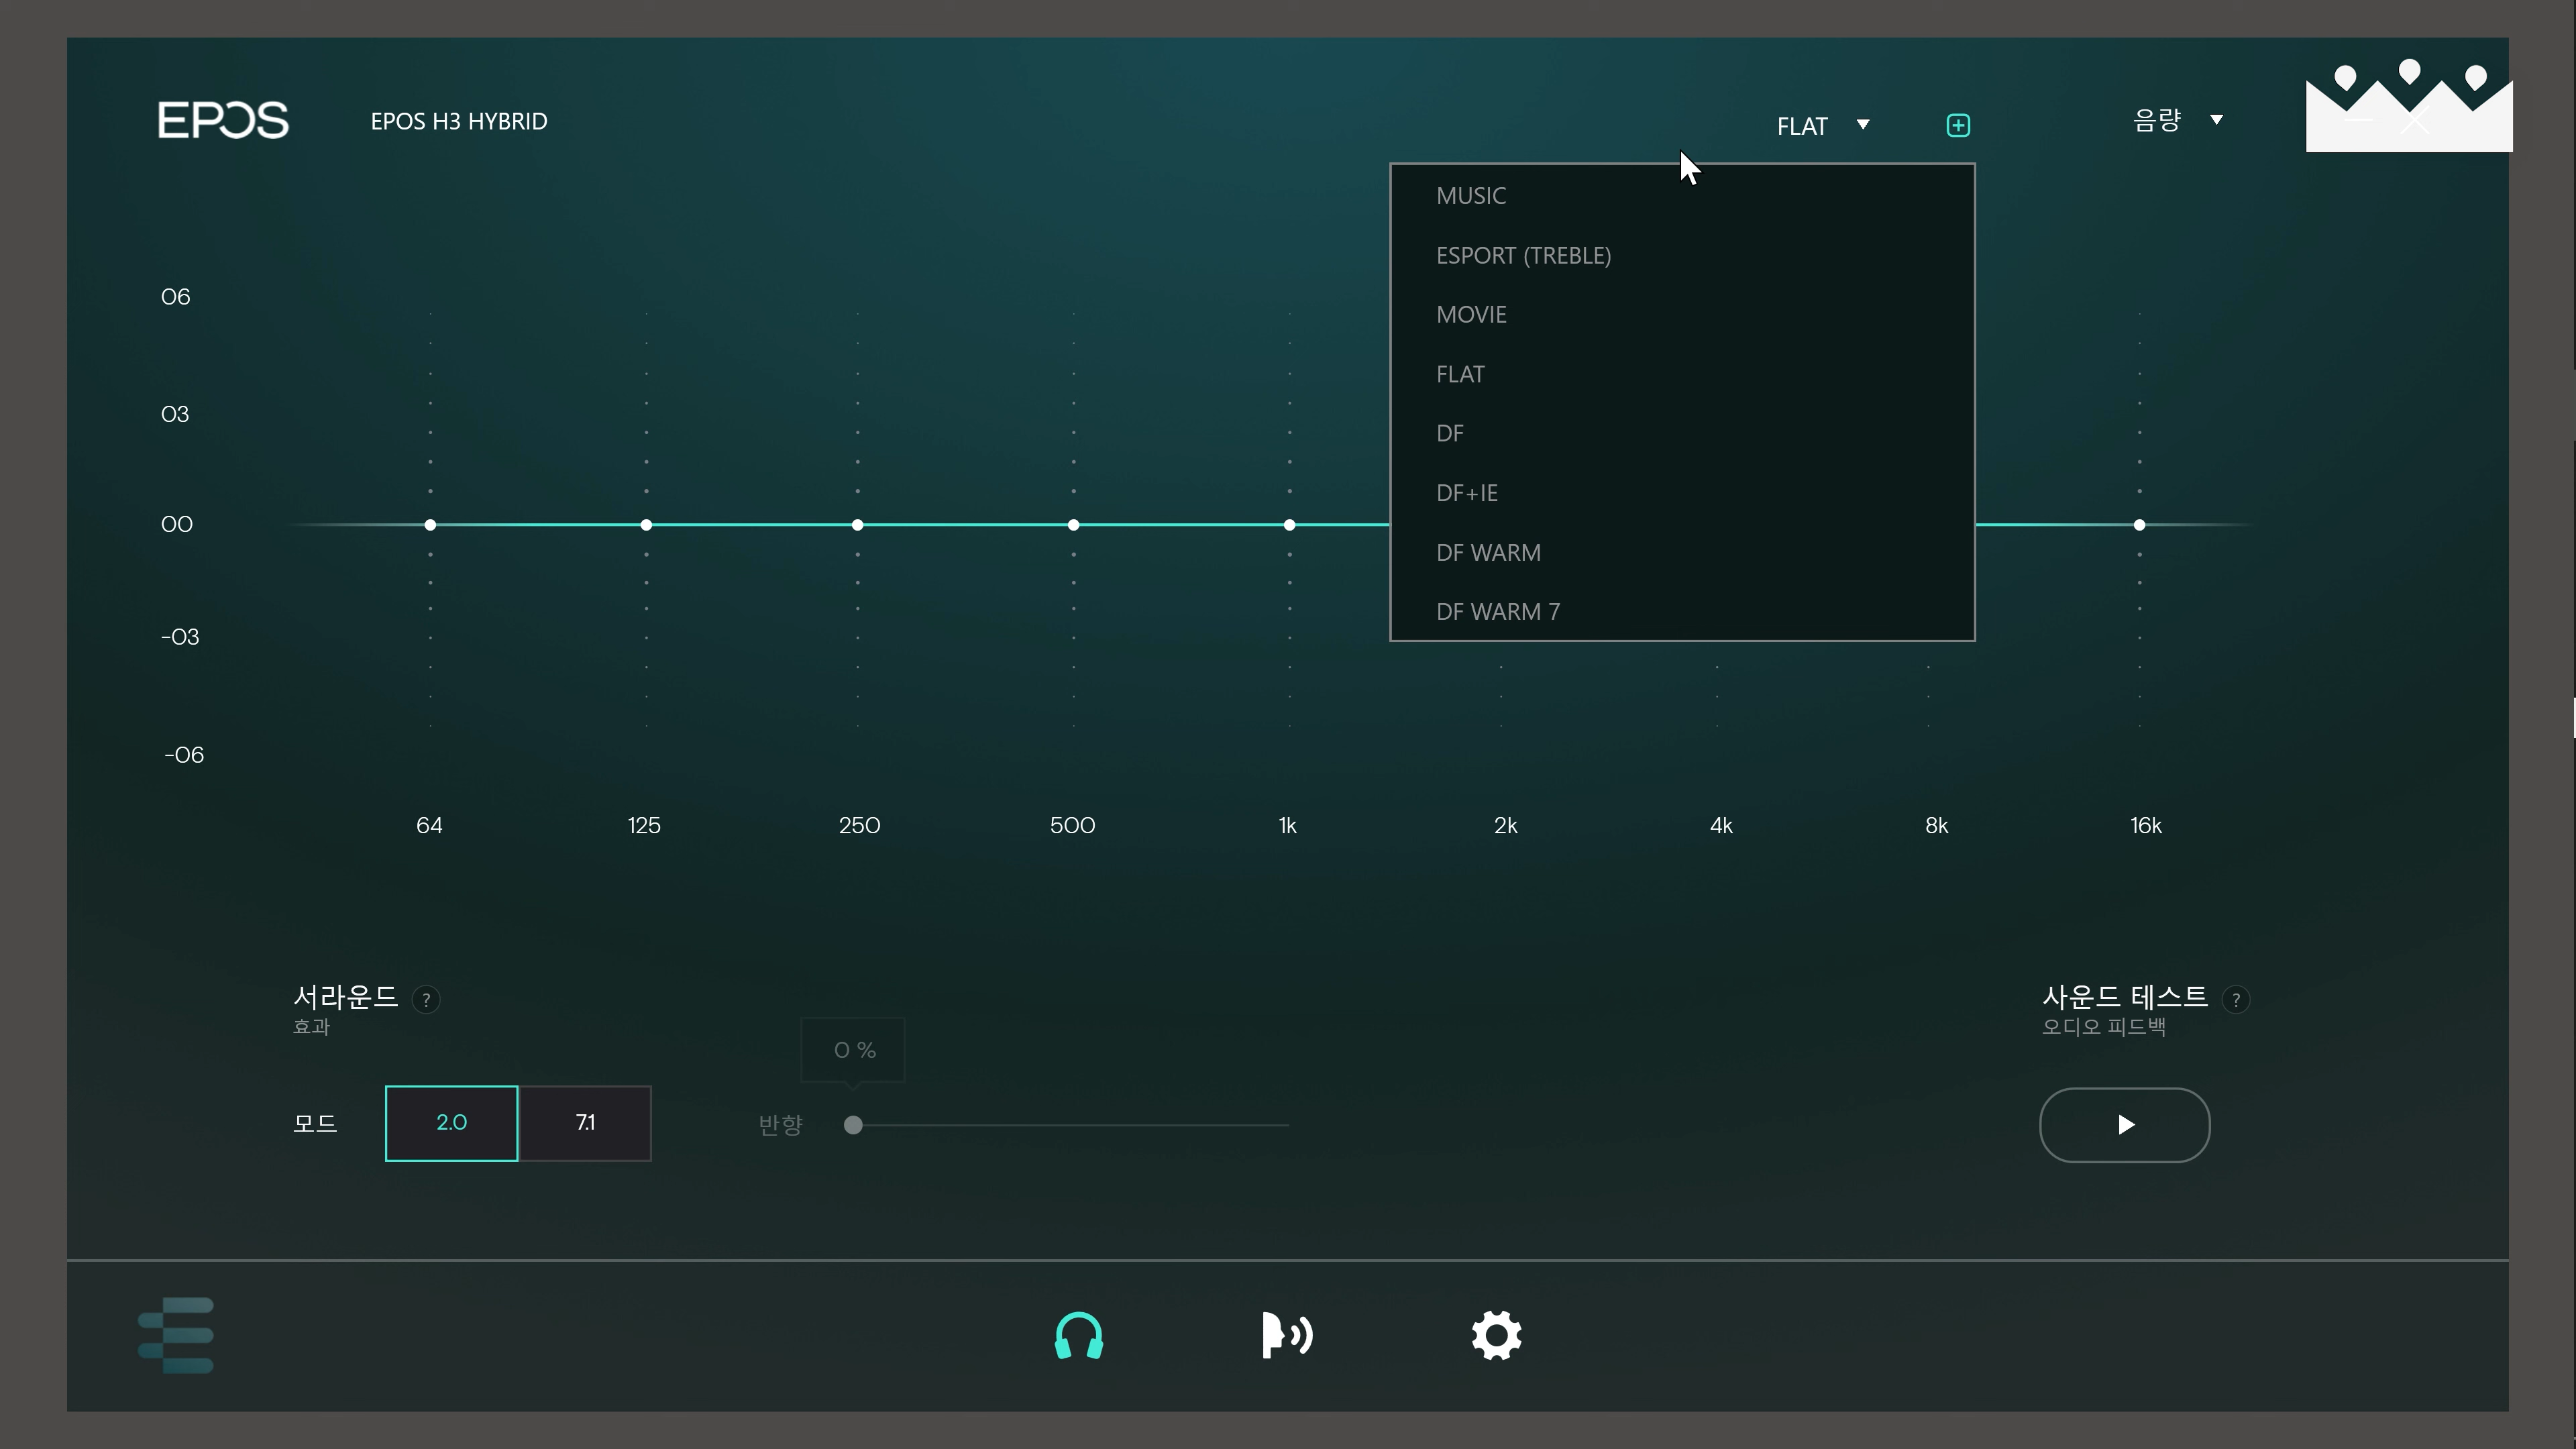 EPOS
EPOS H3 HYBRID
FLAT
음량
MUSIC
ESPORT (TREBLE)
MOVIE
FLAT
DF
DF+IE
DF WARM
DF WARM 7
06
03
00
-03
-06
64
125
250
500
1k
2k
4k
8k
16k
서라운드 ?
효과
모드
2.0
7.1
0 %
반향
사운드 테스트 ?
오디오 피드백